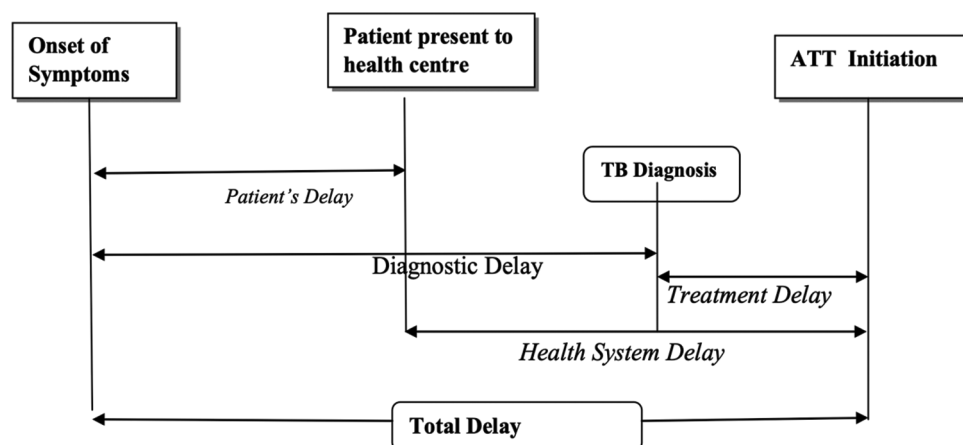 Onset of
Symptoms
Patient present to
health centre
ATT Initiation
TB Diagnosis
Patient’s Delay
Diagnostic Delay
Treatment Delay
Health System Delay
Total Delay